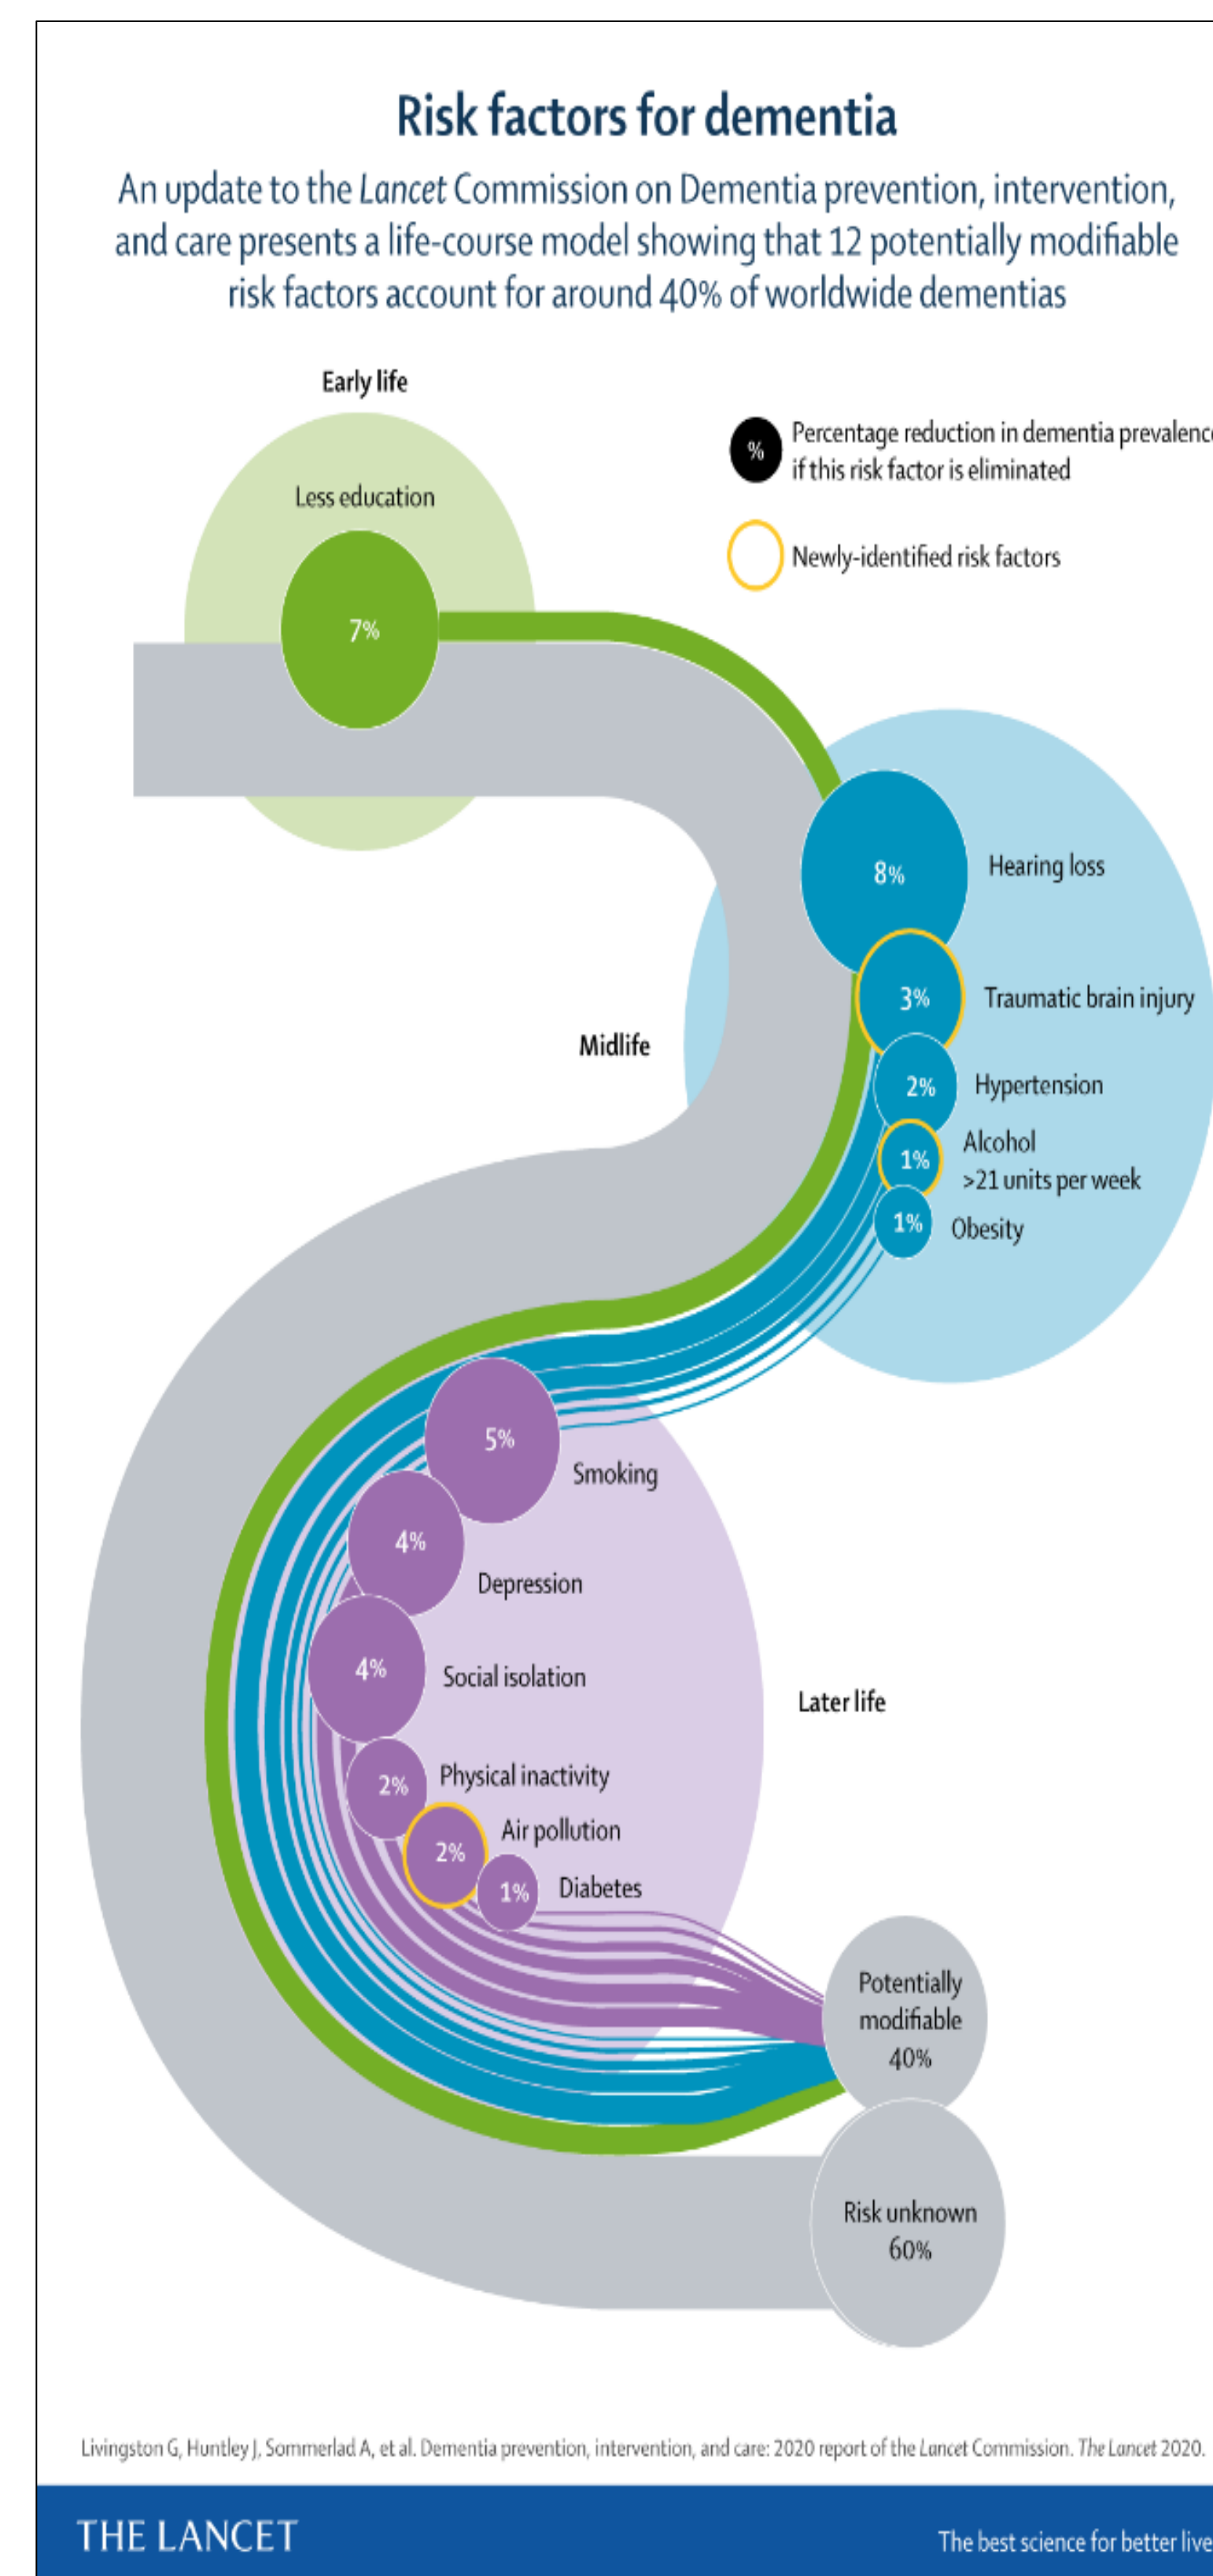 Risk factors for dementia
An update to the Lancet Commission on Dementia prevention, intervention,
and care presents a life-course model showing that 12 potentially modifiable
risk factors account for around 40% of worldwide dementias
Early life
Less education
7%
%
Percentage reduction in dementia prevalence
if this risk factor is eliminated
Newly-identified risk factors
8%
Hearing loss
3%
Traumatic brain injury
Midlife
2%
Hypertension
1%
Alcohol
>21 units per week
1%
Obesity
5%
Smoking
4%
Depression
4%
Social isolation
Later life
2%
Physical inactivity
2%
Air pollution
1%
Diabetes
Potentially
modifiable
40%
Risk unknown
60%
Livingston G, Huntley J, Sommerlad A, et al. Dementia prevention, intervention, and care: 2020 report of the Lancet Commission. The Lancet 2020.
THE LANCET
The best science for better live